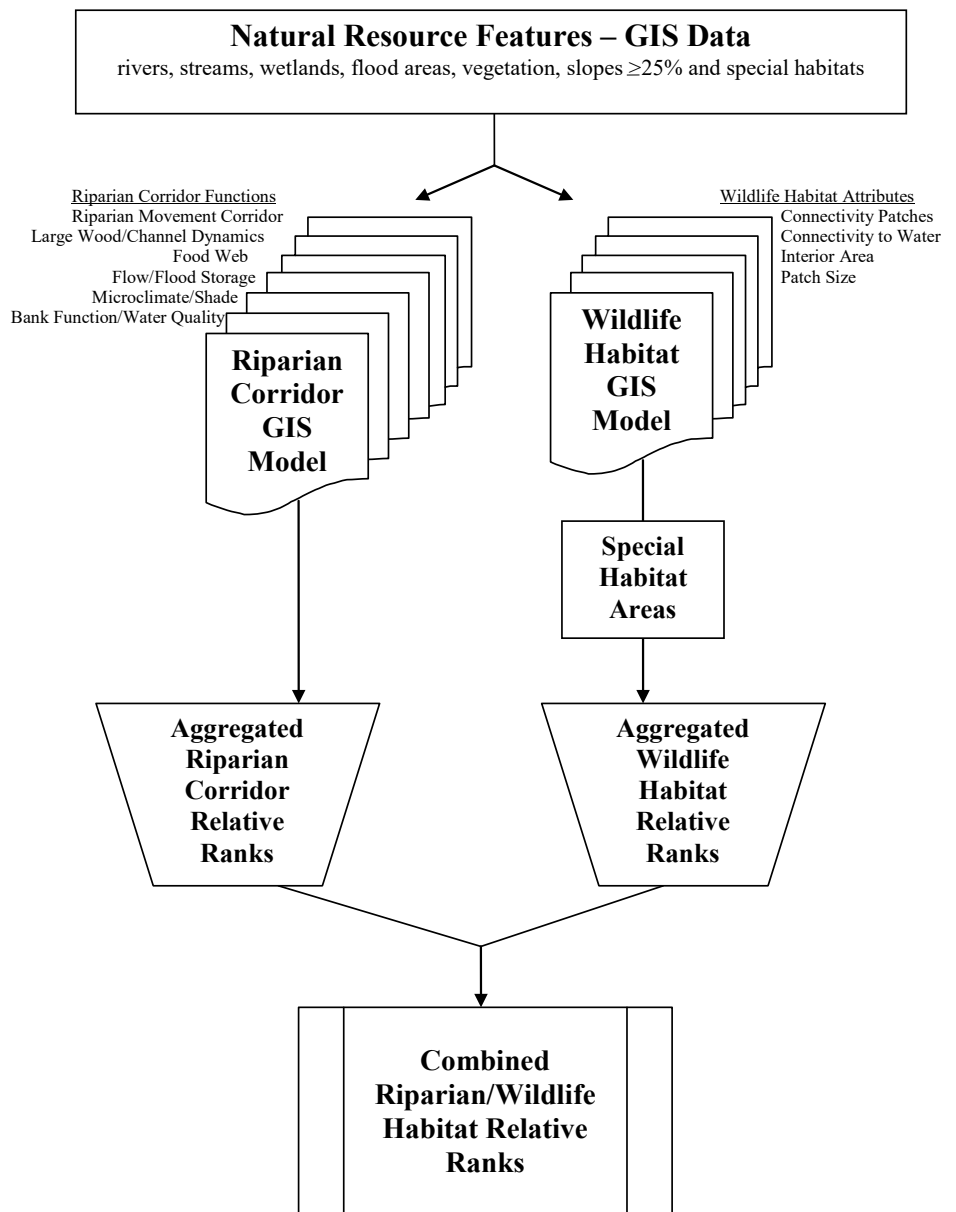 Natural Resource Features – GIS Data
rivers, streams, wetlands, flood areas, vegetation, slopes ≥25% and special habitats
Riparian Corridor Functions
Riparian Movement Corridor
Large Wood/Channel Dynamics
Food Web
Flow/Flood Storage
Microclimate/Shade
Bank Function/Water Quality
Wildlife Habitat Attributes
Connectivity Patches
Connectivity to Water
Interior Area
Patch Size
Riparian
Corridor
GIS
Model
Wildlife
Habitat
GIS
Model
Special
Habitat
Areas
Aggregated
Riparian
Corridor
Relative
Ranks
Aggregated
Wildlife
Habitat
Relative
Ranks
Combined
Riparian/Wildlife
Habitat Relative
Ranks